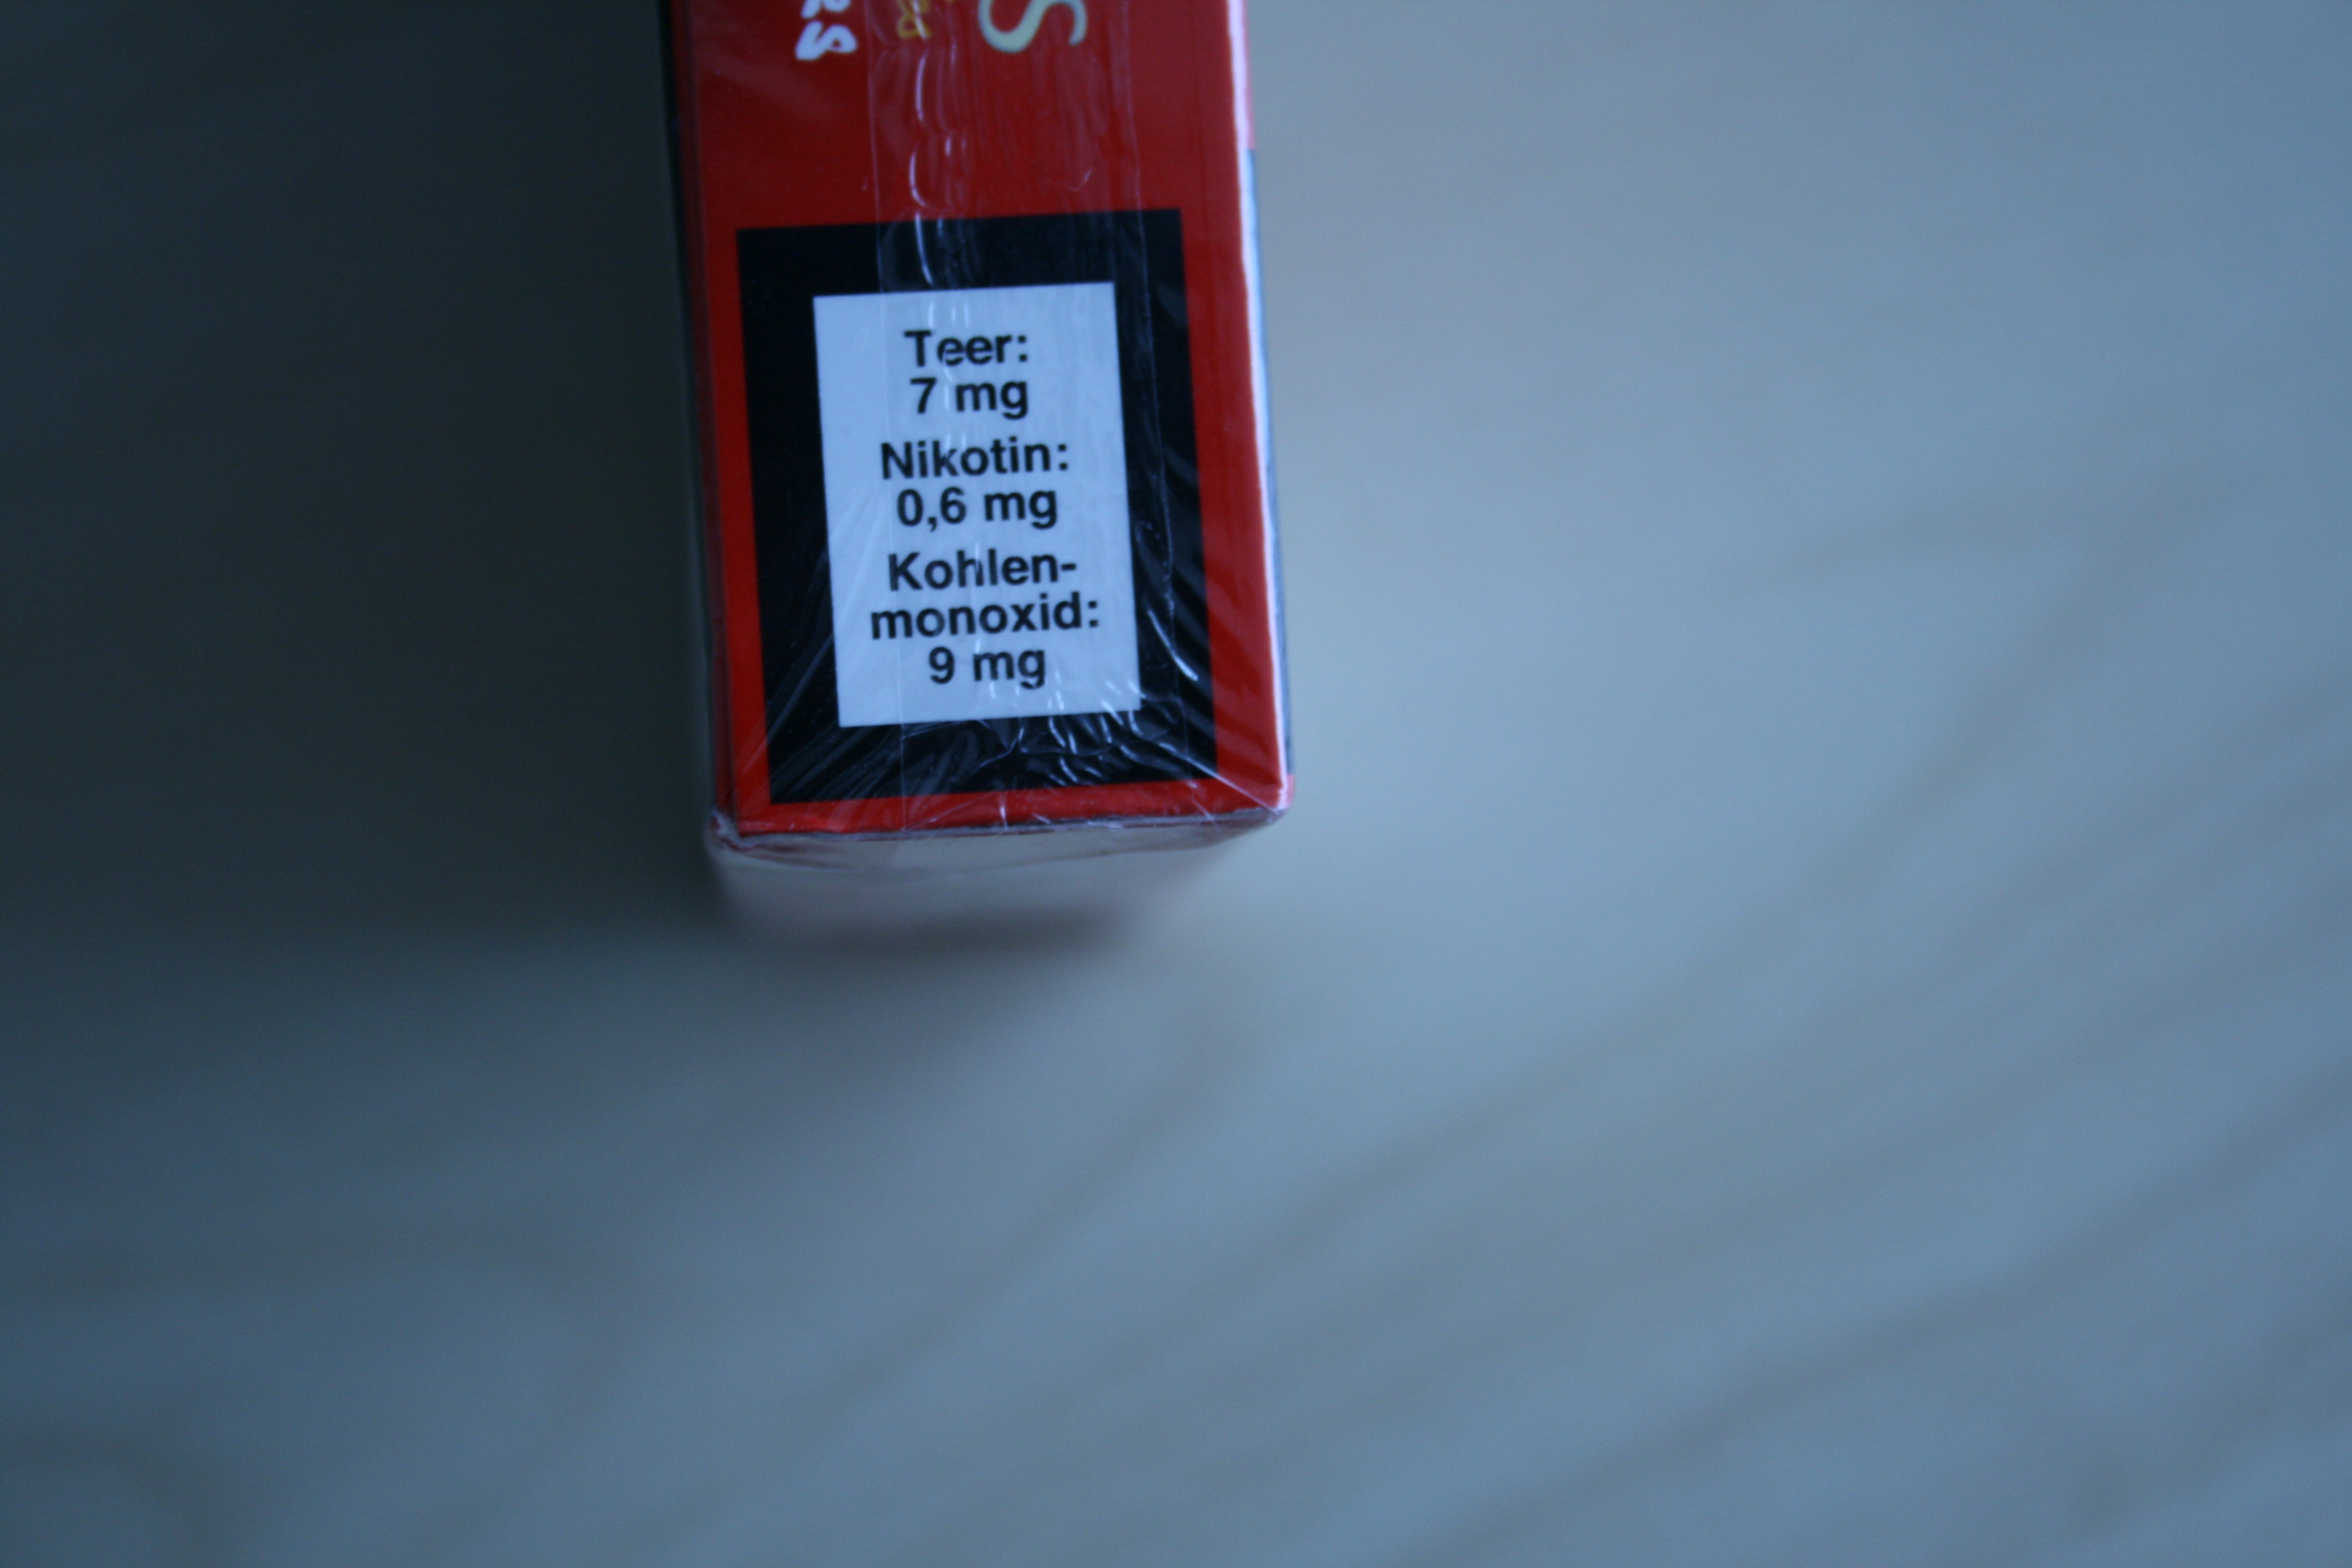 Teer:
7 mg
Nikotin:
0,6 mg
Kohlen-
monoxid:
9 mg